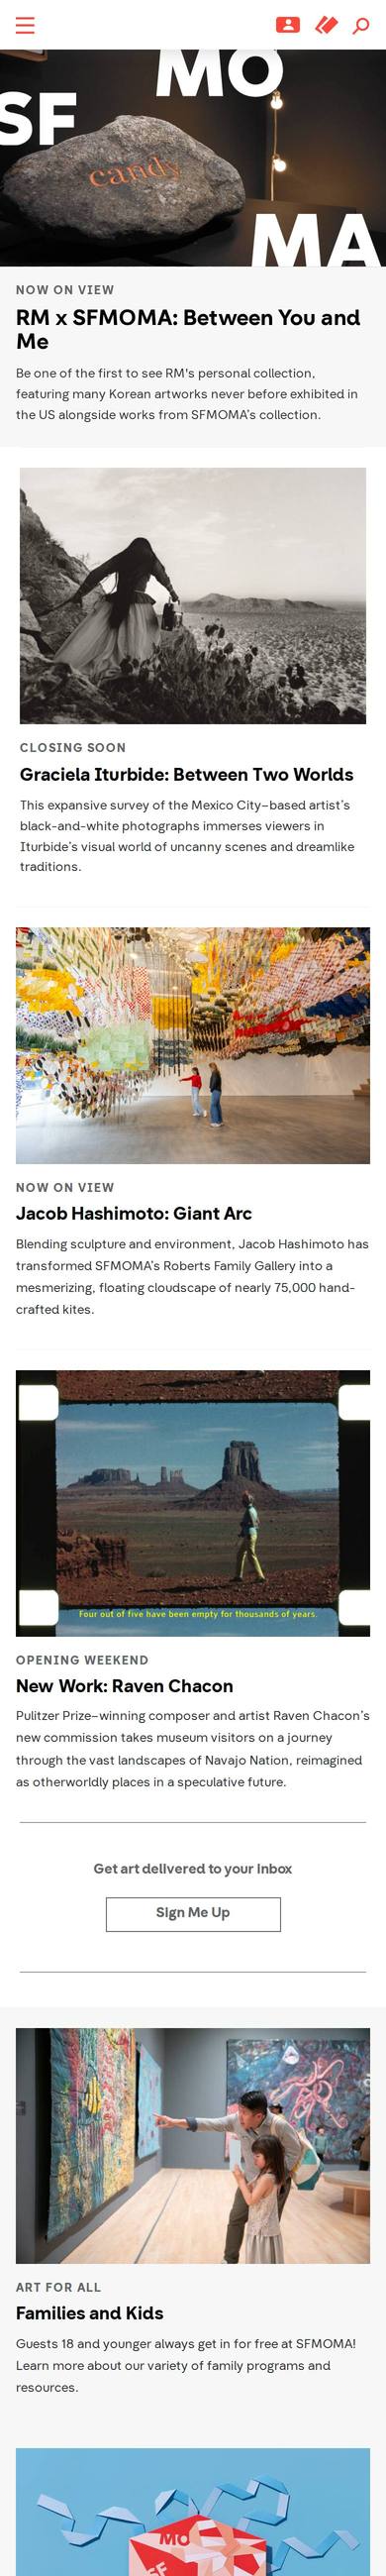 MO
SF
candy
MA
NOW ON VIEW
RM x SFMOMA: Between You and
Me
Be one of the first to see RM's personal collection,
featuring many Korean artworks never before exhibited in
the US alongside works from SFMOMA's collection.
CLOSING SOON
Graciela Iturbide: Between Two Worlds
This expansive survey of the Mexico City–based artist's
black-and-white photographs immerses viewers in
Iturbide's visual world of uncanny scenes and dreamlike
traditions.
NOW ON VIEW
Jacob Hashimoto: Giant Arc
Blending sculpture and environment, Jacob Hashimoto has
transformed SFMOMA's Roberts Family Gallery into a
mesmerizing, floating cloudscape of nearly 75,000 hand-
crafted kites.
Four out of five have been empty for thousands of years.
OPENING WEEKEND
New Work: Raven Chacon
Pulitzer Prize–winning composer and artist Raven Chacon's
new commission takes museum visitors on a journey
through the vast landscapes of Navajo Nation, reimagined
as otherworldly places in a speculative future.
Get art delivered to your inbox
Sign Me Up
ART FOR ALL
Families and Kids
Guests 18 and younger always get in for free at SFMOMA!
Learn more about our variety of family programs and
resources.
MO
SF